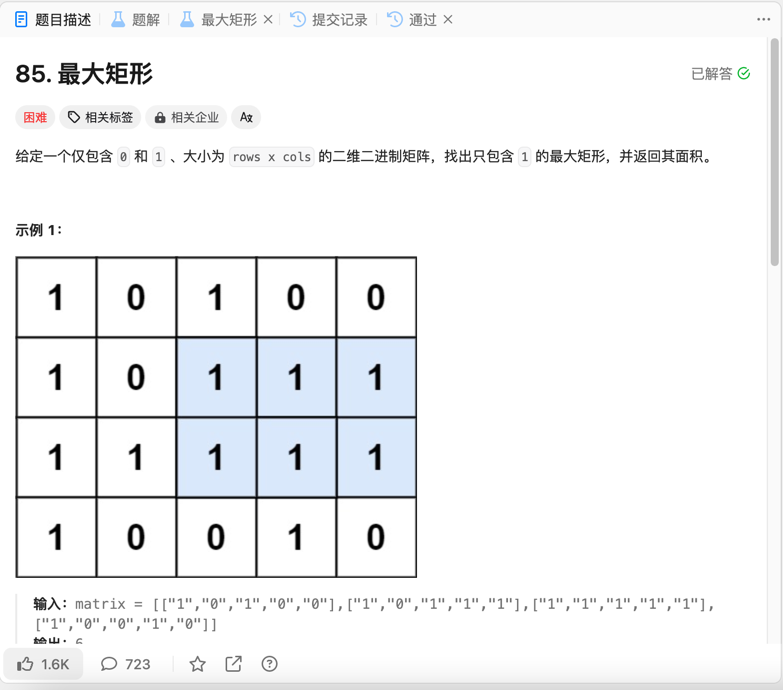 题目描述 题解 最大矩形 提交记录 通过
85. 最大矩形
已解答
困难 相关标签 相关企业 Az
给定一个仅包含 0 和 1 、大小为 rows x cols 的二维二进制矩阵，找出只包含 1 的最大矩形，并返回其面积。
示例 1：
1 0 1 0 0
1 0 1 1 1
1 1 1 1 1
1 0 0 1 0
输入：matrix = [["1","0","1","0","0"],["1","0","1","1","1"],["1","1","1","1","1"],
["1","0","0","1","0"]]
输出：6
1.6K 723